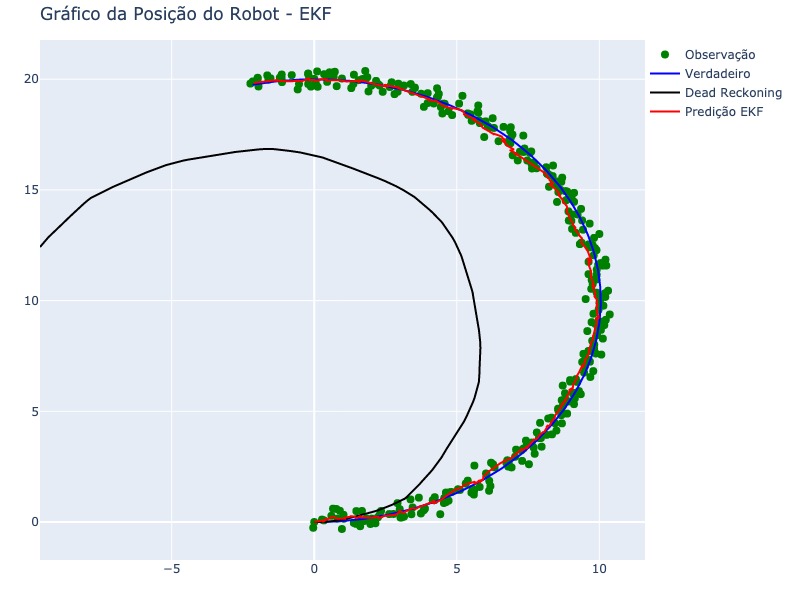 Gráfico da Posição do Robot - EKF
Observação
Verdadeiro
Dead Reckoning
Predição EKF
20
15
10
5
0
−5
0
5
10